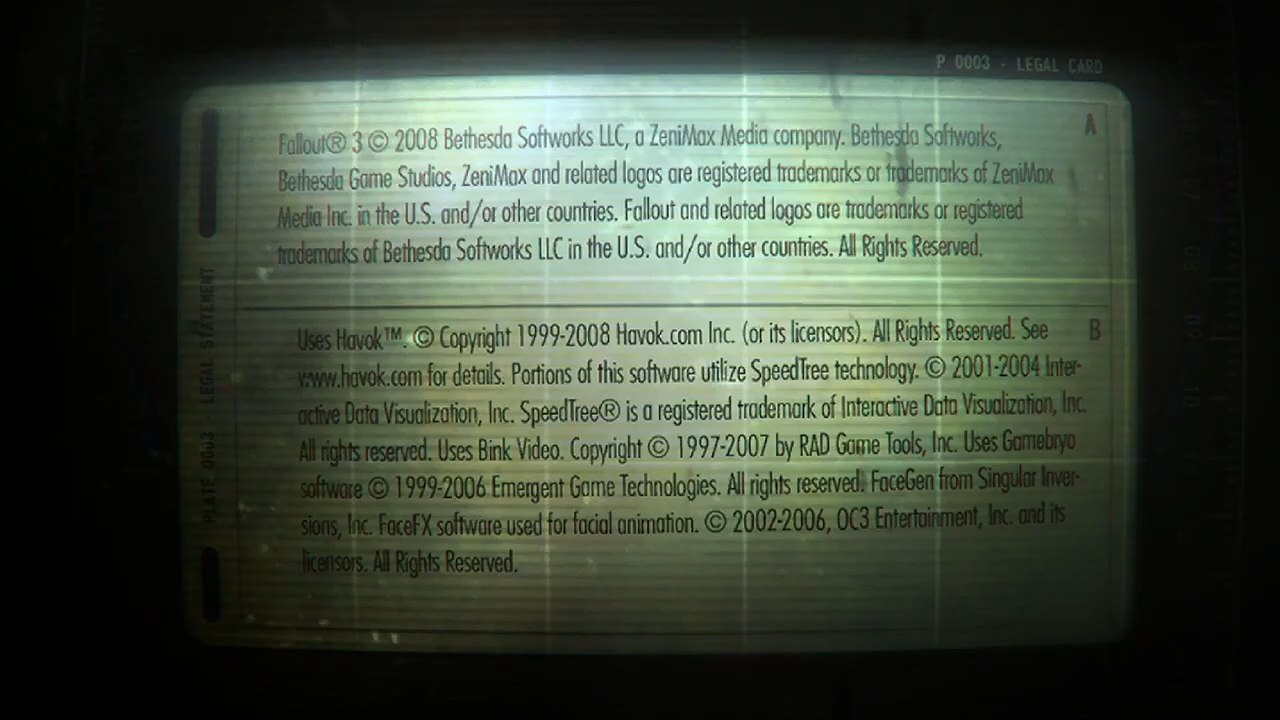 P 0003 - LEGAL CARD
A
Fallout® 3 © 2008 Bethesda Softworks LLC, a ZeniMax Media company. Bethesda Softworks,
Bethesda Game Studios, ZeniMax and related logos are registered trademarks or trademarks of ZeniMax
Media Inc. in the U.S. and/or other countries. Fallout and related logos are trademarks or registered
trademarks of Bethesda Softworks LLC in the U.S. and/or other countries. All Rights Reserved.
B
Uses Havok™. © Copyright 1999-2008 Havok.com Inc. (or its licensors). All Rights Reserved. See
www.havok.com for details. Portions of this software utilize SpeedTree technology. © 2001-2004 Inter-
active Data Visualization, Inc. SpeedTree® is a registered trademark of Interactive Data Visualization, Inc.
All rights reserved. Uses Bink Video. Copyright © 1997-2007 by RAD Game Tools, Inc. Uses Gamebryo
software © 1999-2006 Emergent Game Technologies. All rights reserved. FaceGen from Singular Inver-
sions, Inc. FaceFX software used for facial animation. © 2002-2006, OC3 Entertainment, Inc. and its
licensors. All Rights Reserved.
PLATE 0003 - LEGAL STATEMENT